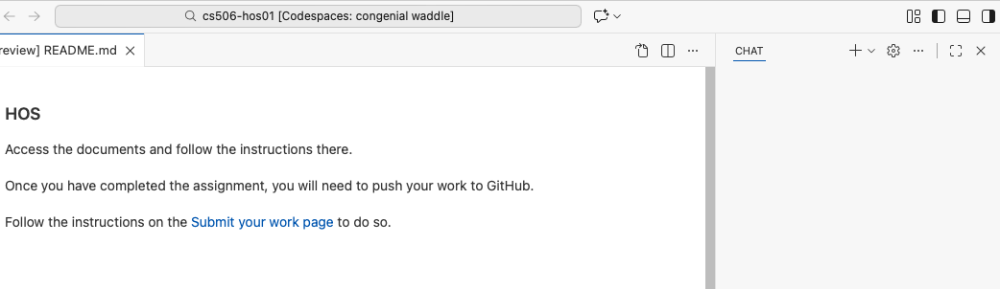 cs506-hos01 [Codespaces: congenial waddle]
review] README.md
CHAT
HOS
Access the documents and follow the instructions there.
Once you have completed the assignment, you will need to push your work to GitHub.
Follow the instructions on the Submit your work page to do so.